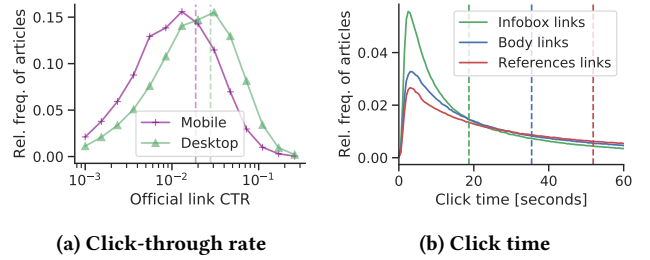 Rel. freq. of articles
0.15
0.10
0.05
0.00
Mobile
Desktop
10⁻³
10⁻²
10⁻¹
Official link CTR
(a) Click-through rate
Rel. freq. of articles
0.04
0.02
0.00
Infobox links
Body links
References links
0
20
40
60
Click time [seconds]
(b) Click time